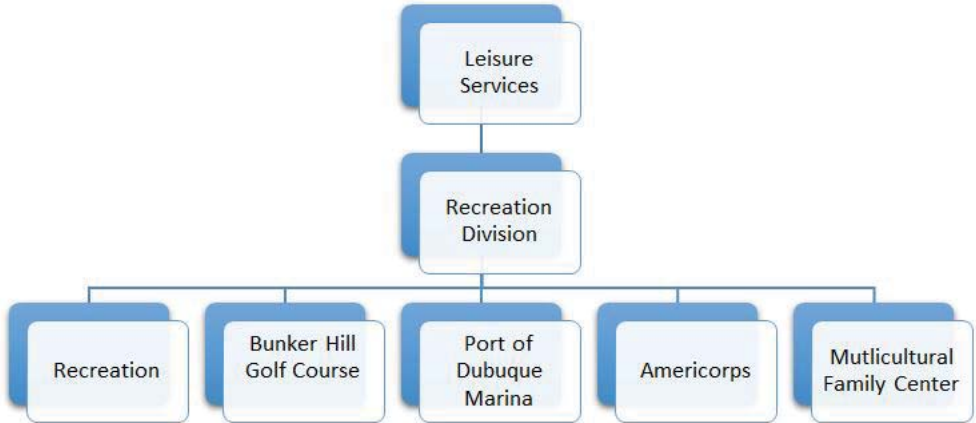 Leisure
Services
Recreation
Division
Recreation
Bunker Hill
Golf Course
Port of
Dubuque
Marina
Americorps
Mutlicultural
Family Center